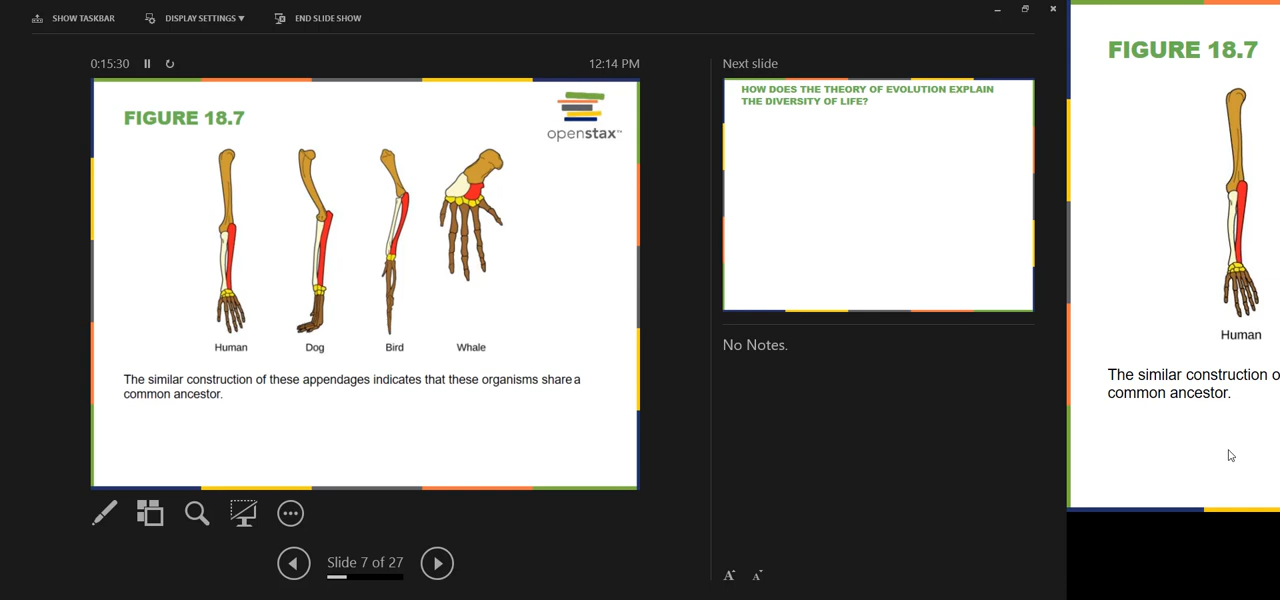 SHOW TASKBAR
DISPLAY SETTINGS ▼
END SLIDE SHOW
0:15:30
12:14 PM
FIGURE 18.7
openstax™
Human
Dog
Bird
Whale
The similar construction of these appendages indicates that these organisms share a
common ancestor.
Slide 7 of 27
Next slide
HOW DOES THE THEORY OF EVOLUTION EXPLAIN
THE DIVERSITY OF LIFE?
No Notes.
A
A
FIGURE 18.7
Human
The similar construction o
common ancestor.